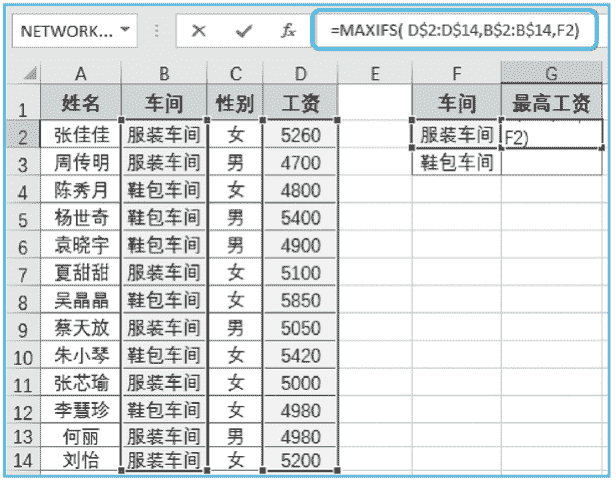 NETWORK... =MAXIFS( D$2:D$14,B$2:B$14,F2)
A B C D E F G
1 姓名 车间 性别 工资 车间 最高工资
2 张佳佳 服装车间 女 5260 服装车间 F2)
3 周传明 服装车间 男 4700 鞋包车间
4 陈秀月 鞋包车间 女 4800
5 杨世奇 鞋包车间 男 5400
6 袁晓宇 鞋包车间 男 4900
7 夏甜甜 服装车间 女 5100
8 吴晶晶 鞋包车间 女 5850
9 蔡天放 服装车间 男 5050
10 朱小琴 鞋包车间 女 5420
11 张芯瑜 服装车间 女 5000
12 李慧珍 鞋包车间 女 4980
13 何丽 服装车间 男 4980
14 刘怡 服装车间 女 5200